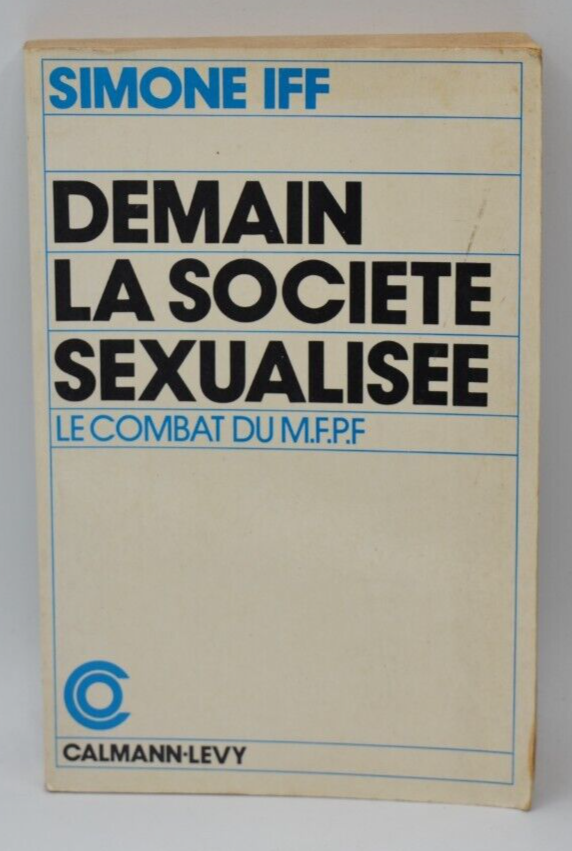 SIMONE IFF
DEMAIN
LA SOCIETE
SEXUALISEE
LE COMBAT DU M.F.P.F
CALMANN-LEVY